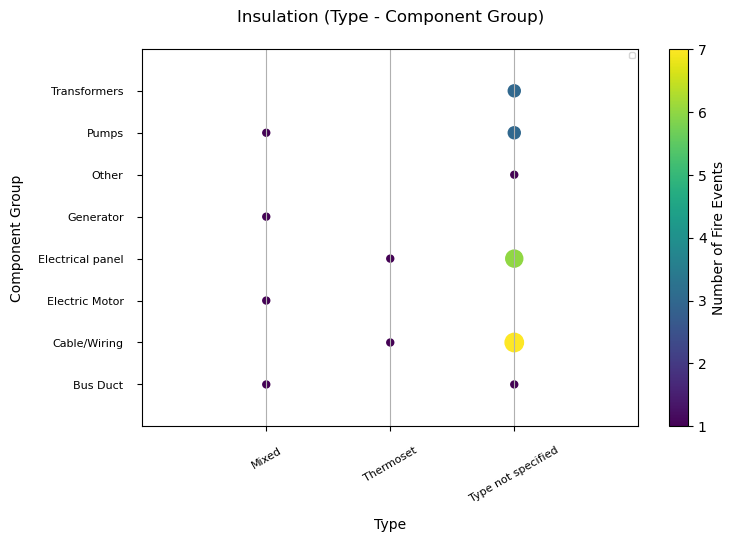 Insulation (Type - Component Group)
Component Group
Transformers
Pumps
Other
Generator
Electrical panel
Electric Motor
Cable/Wiring
Bus Duct
Mixed
Thermoset
Type not specified
Type
7
6
5
4
3
2
1
Number of Fire Events